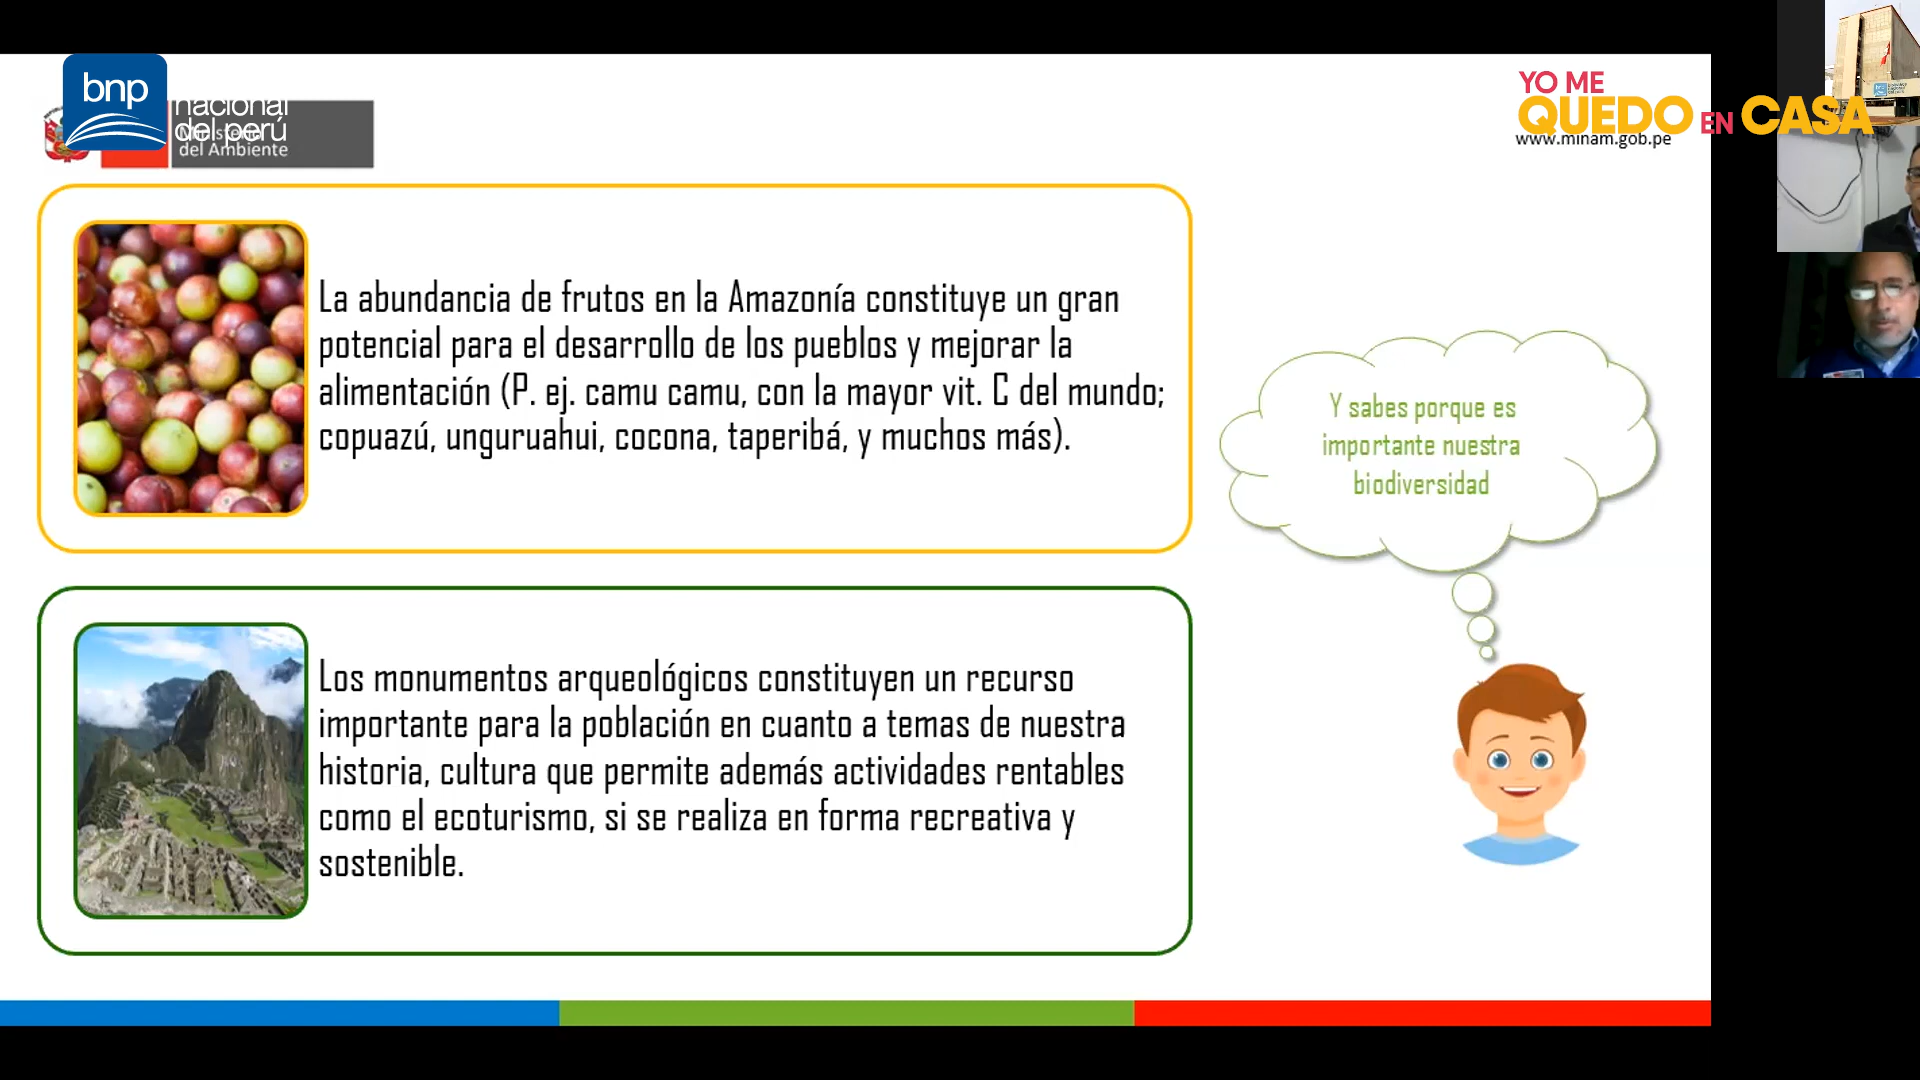 bnp
nacional
del perú
del Ambiente
YO ME
QUEDO EN CASA
www.minam.gob.pe
La abundancia de frutos en la Amazonía constituye un gran
potencial para el desarrollo de los pueblos y mejorar la
alimentación (P. ej. camu camu, con la mayor vit. C del mundo;
copuazú, unguruahui, cocona, taperibá, y muchos más).
Y sabes porque es
importante nuestra
biodiversidad
Los monumentos arqueológicos constituyen un recurso
importante para la población en cuanto a temas de nuestra
historia, cultura que permite además actividades rentables
como el ecoturismo, si se realiza en forma recreativa y
sostenible.